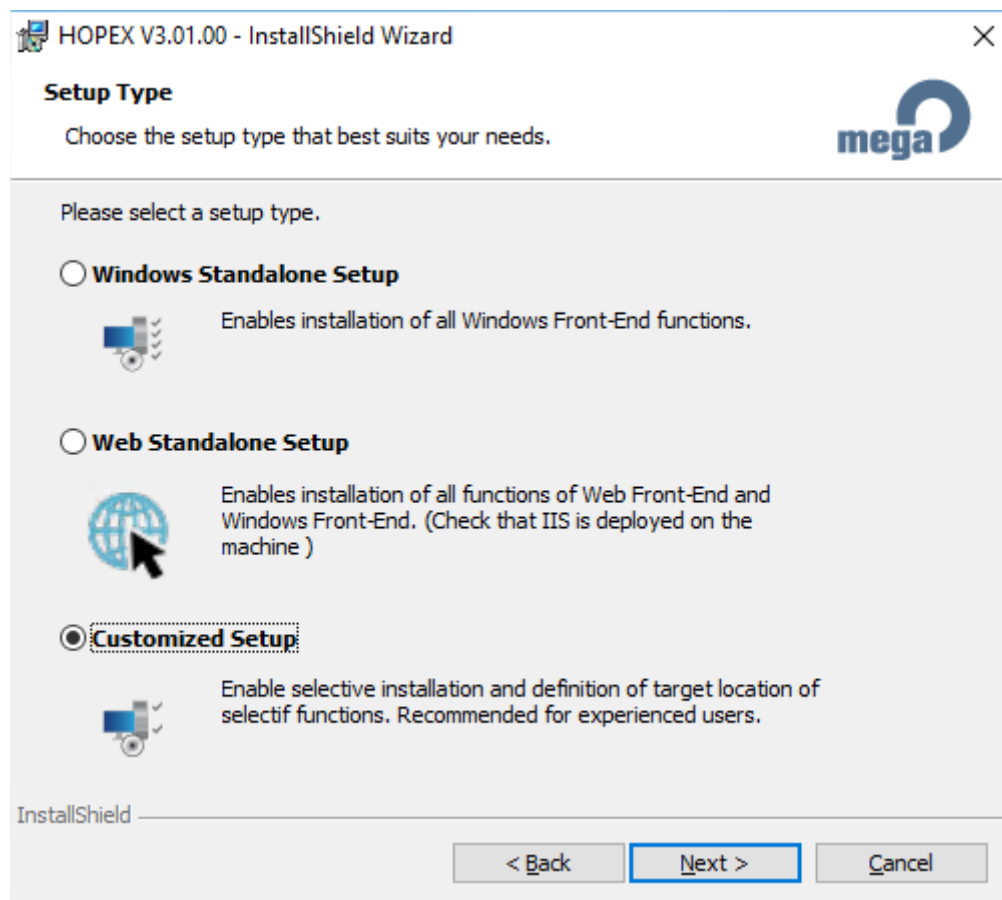 HOPEX V3.01.00 - InstallShield Wizard
Setup Type
Choose the setup type that best suits your needs.
mega
Please select a setup type.
Windows Standalone Setup
Enables installation of all Windows Front-End functions.
Web Standalone Setup
Enables installation of all functions of Web Front-End and
Windows Front-End. (Check that IIS is deployed on the
machine )
Customized Setup
Enable selective installation and definition of target location of
selectif functions. Recommended for experienced users.
InstallShield
< Back
Next >
Cancel